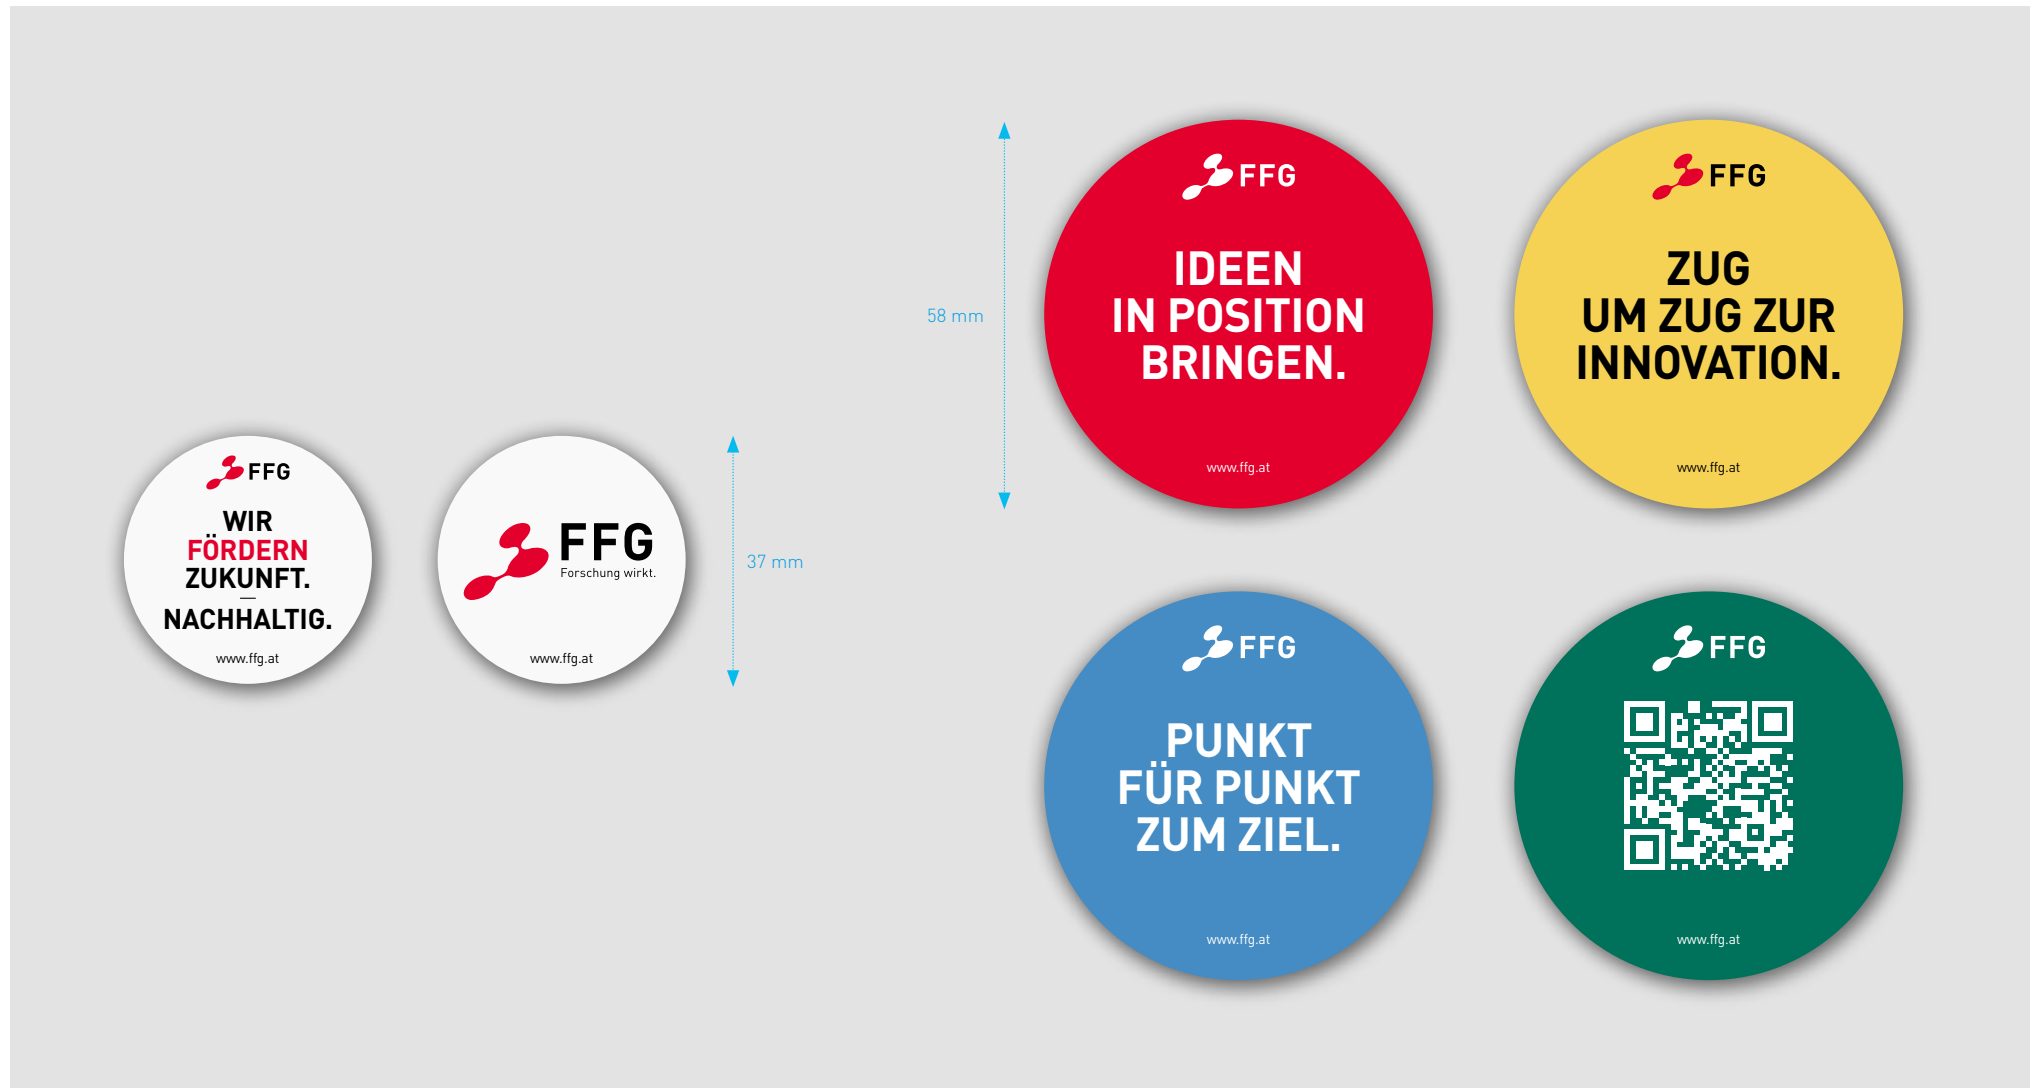 FFG
WIR
FÖRDERN
ZUKUNFT.
—
NACHHALTIG.
www.ffg.at
FFG
Forschung wirkt.
www.ffg.at
37 mm
58 mm
FFG
IDEEN
IN POSITION
BRINGEN.
www.ffg.at
FFG
ZUG
UM ZUG ZUR
INNOVATION.
www.ffg.at
FFG
PUNKT
FÜR PUNKT
ZUM ZIEL.
www.ffg.at
FFG
www.ffg.at